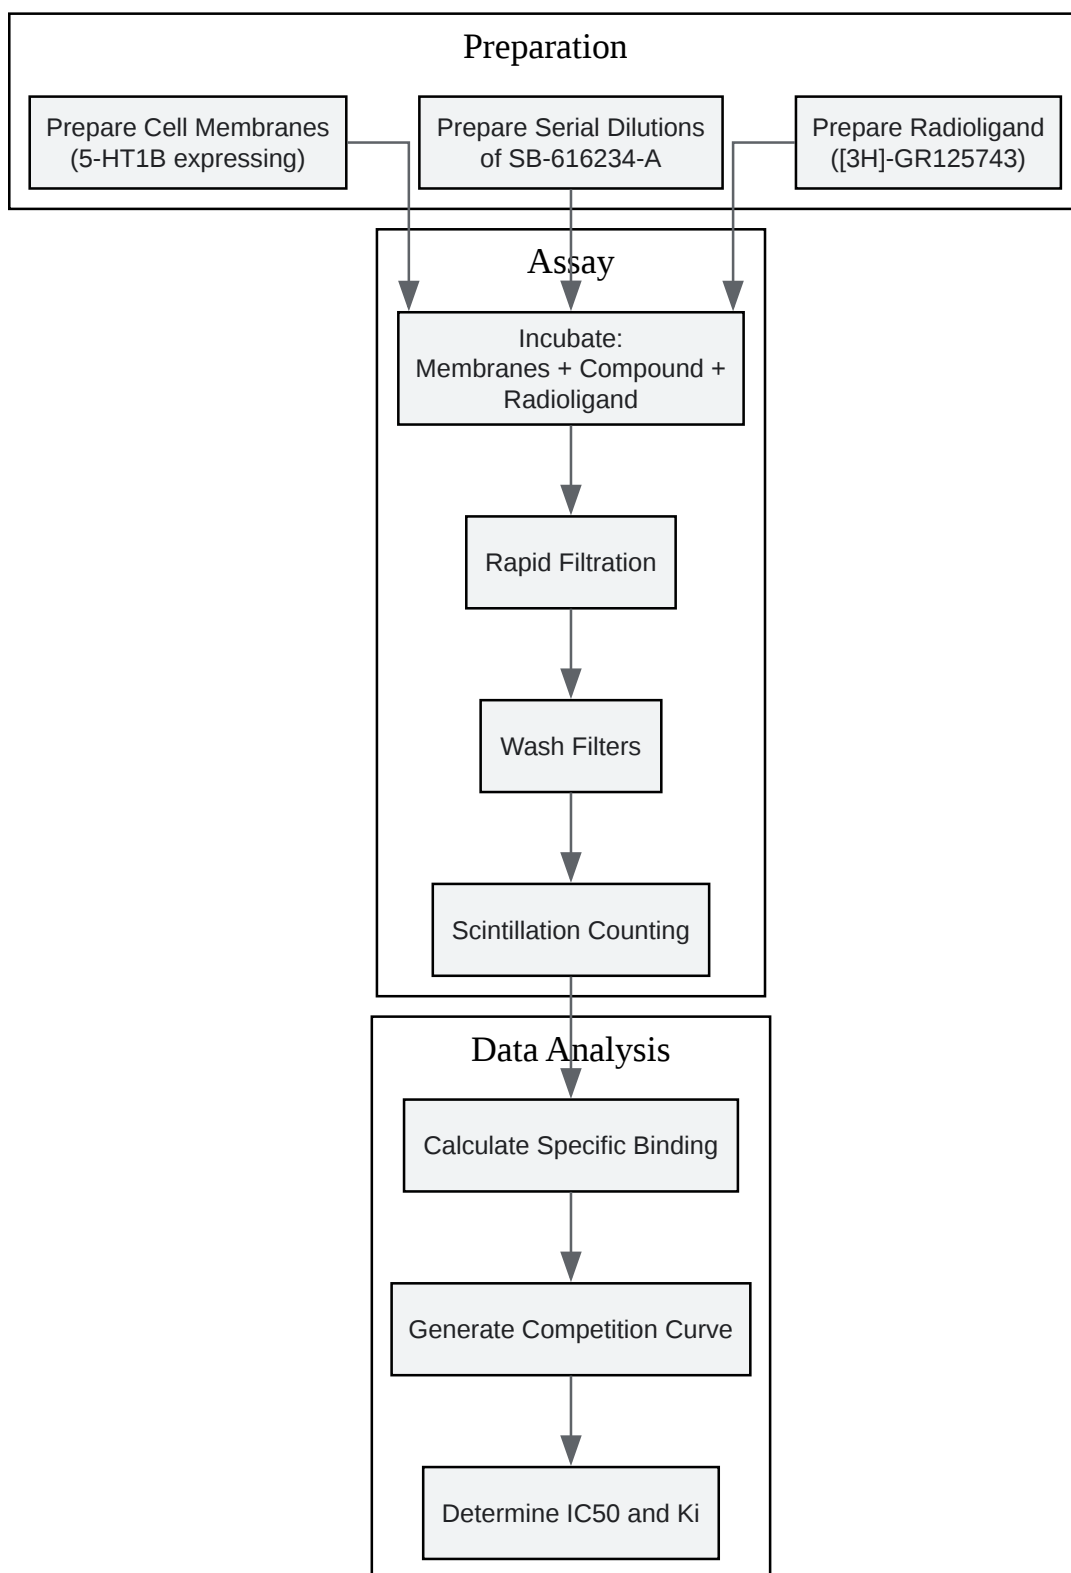 Preparation
Prepare Cell Membranes
(5-HT1B expressing)
Prepare Serial Dilutions
of SB-616234-A
Prepare Radioligand
([3H]-GR125743)
Assay
Incubate:
Membranes + Compound +
Radioligand
Rapid Filtration
Wash Filters
Scintillation Counting
Data Analysis
Calculate Specific Binding
Generate Competition Curve
Determine IC50 and Ki